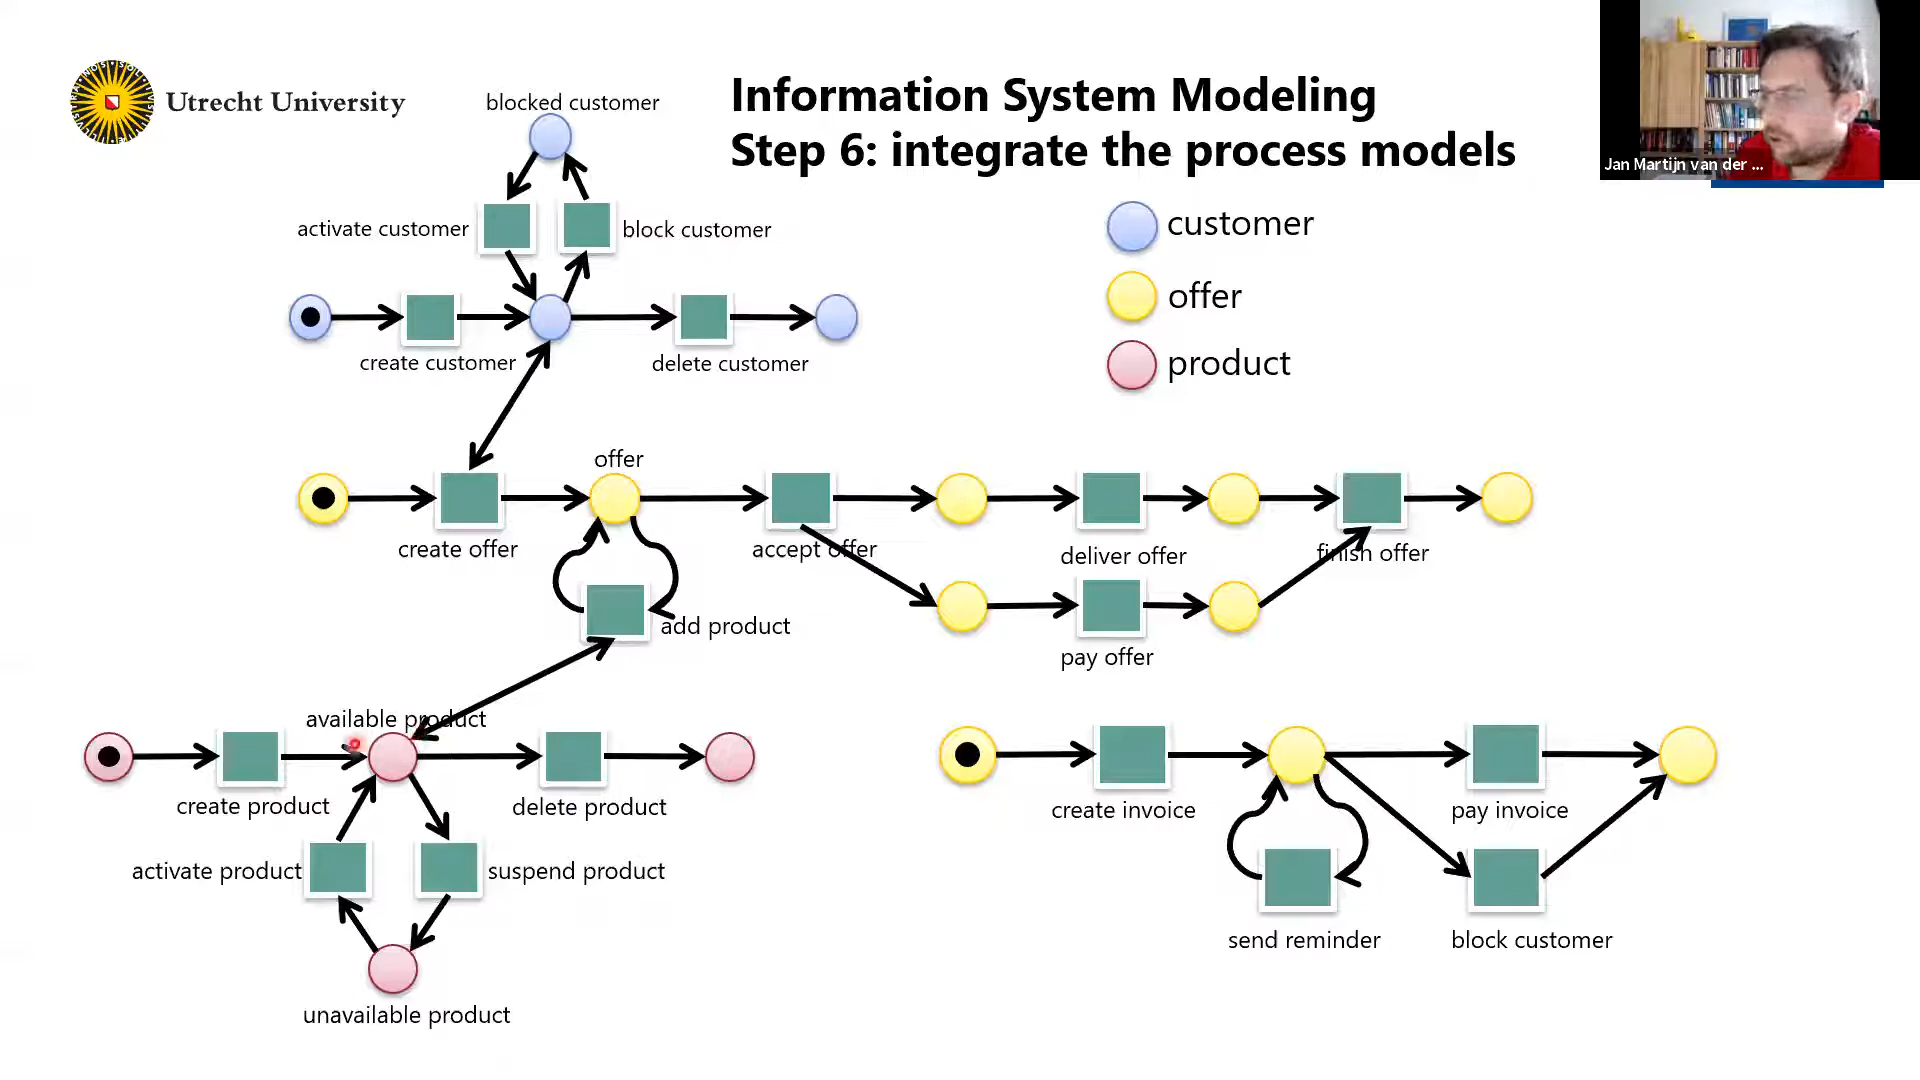 Utrecht University
Information System Modeling
Step 6: integrate the process models
Jan Martijn van der ...
blocked customer
activate customer
block customer
create customer
delete customer
customer
offer
product
offer
create offer
accept offer
deliver offer
finish offer
add product
pay offer
available product
create product
delete product
activate product
suspend product
unavailable product
create invoice
pay invoice
send reminder
block customer